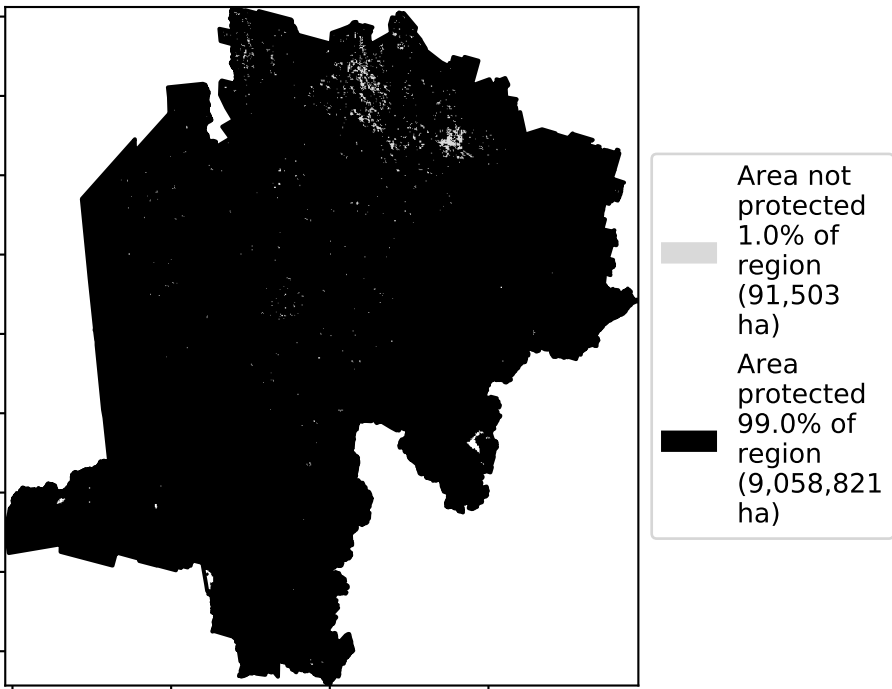 Area not
protected
1.0% of
region
(91,503
ha)
Area
protected
99.0% of
region
(9,058,821
ha)